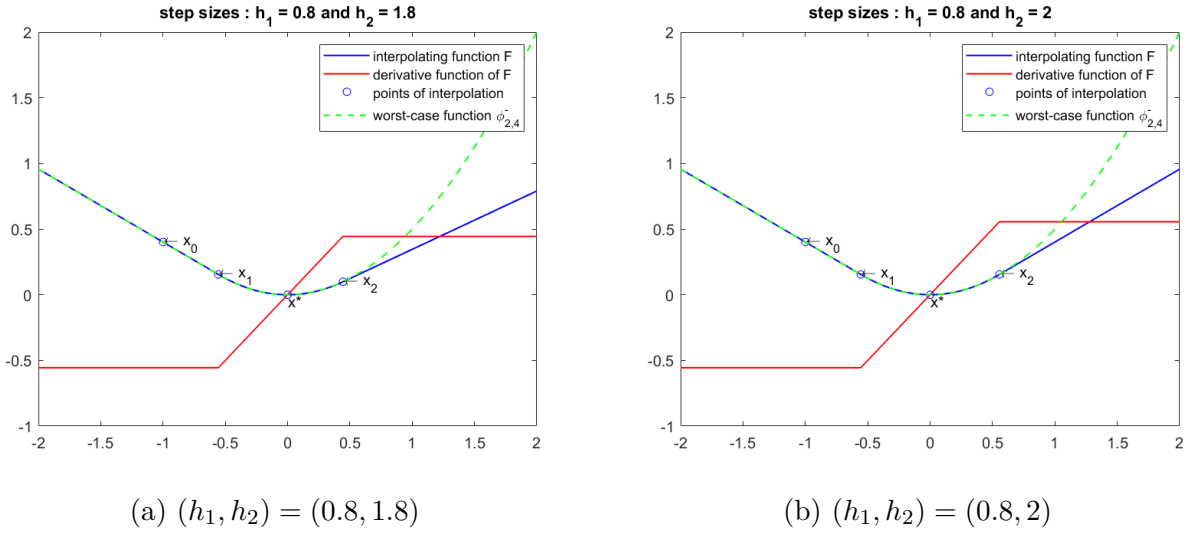 step sizes : h₁ = 0.8 and h₂ = 1.8
2
1.5
1
0.5
0
-0.5
-1
-2
-1.5
-1
-0.5
0
0.5
1
1.5
2
interpolating function F
derivative function of F
points of interpolation
worst-case function ϕ⁻₂,₄
x₀
x₁
x*
x₂
(a) (h₁, h₂) = (0.8, 1.8)
step sizes : h₁ = 0.8 and h₂ = 2
2
1.5
1
0.5
0
-0.5
-1
-2
-1.5
-1
-0.5
0
0.5
1
1.5
2
interpolating function F
derivative function of F
points of interpolation
worst-case function ϕ⁻₂,₄
x₀
x₁
x*
x₂
(b) (h₁, h₂) = (0.8, 2)